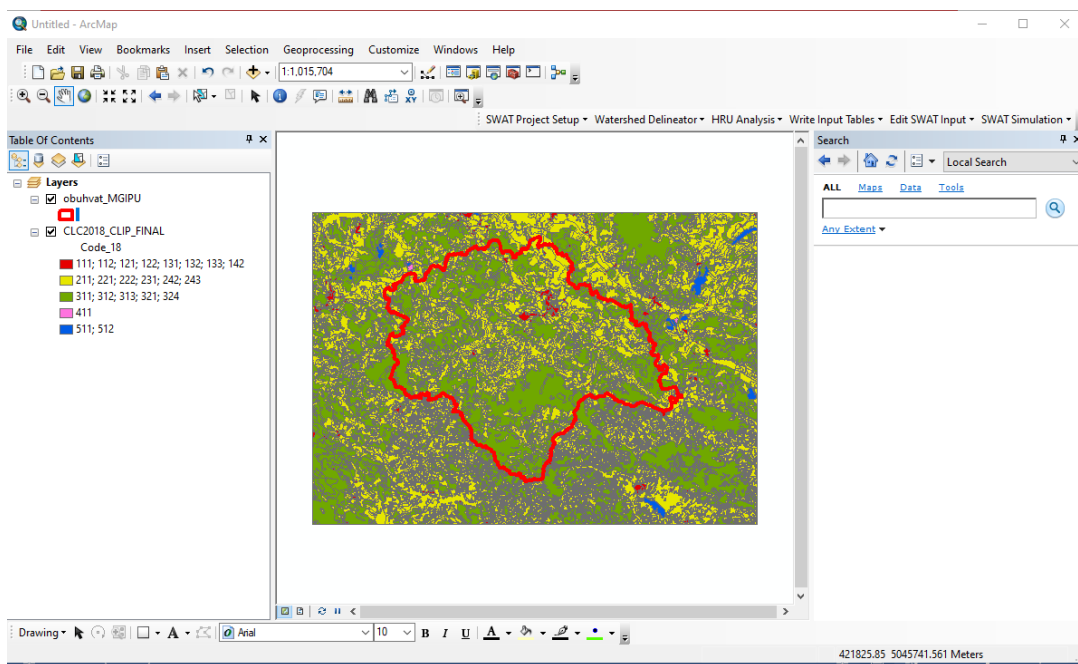 Untitled - ArcMap
File Edit View Bookmarks Insert Selection Geoprocessing Customize Windows Help
1:1,015,704
SWAT Project Setup Watershed Delineator HRU Analysis Write Input Tables Edit SWAT Input SWAT Simulation
Table Of Contents
Layers
obuhvat_MGIPU
CLC2018_CLIP_FINAL
Code_18
111; 112; 121; 122; 131; 132; 133; 142
211; 221; 222; 231; 242; 243
311; 312; 313; 321; 324
411
511; 512
Search
Local Search
ALL Maps Data Tools
Any Extent
Drawing A Arial 10 B I U A
421825.85 5045741.561 Meters